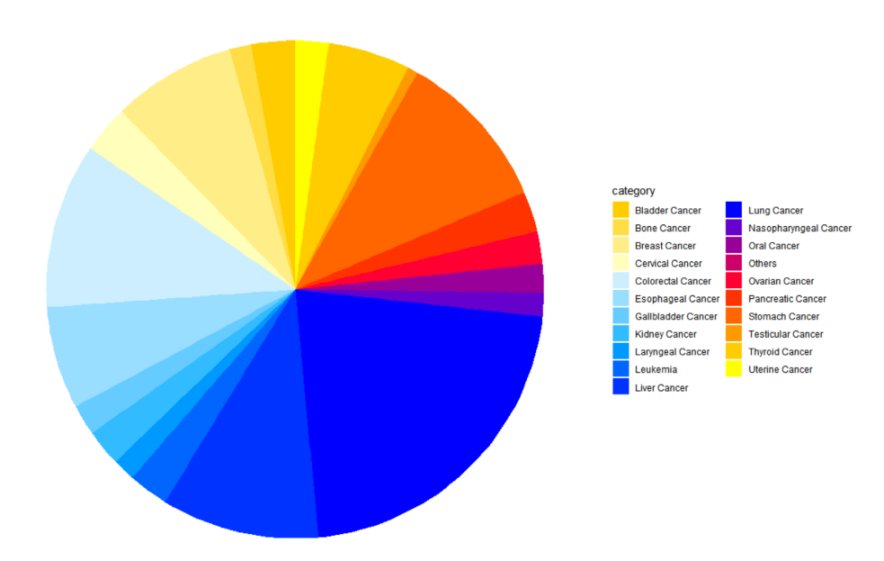 category
Bladder Cancer
Bone Cancer
Breast Cancer
Cervical Cancer
Colorectal Cancer
Esophageal Cancer
Gallbladder Cancer
Kidney Cancer
Laryngeal Cancer
Leukemia
Liver Cancer
Lung Cancer
Nasopharyngeal Cancer
Oral Cancer
Others
Ovarian Cancer
Pancreatic Cancer
Stomach Cancer
Testicular Cancer
Thyroid Cancer
Uterine Cancer